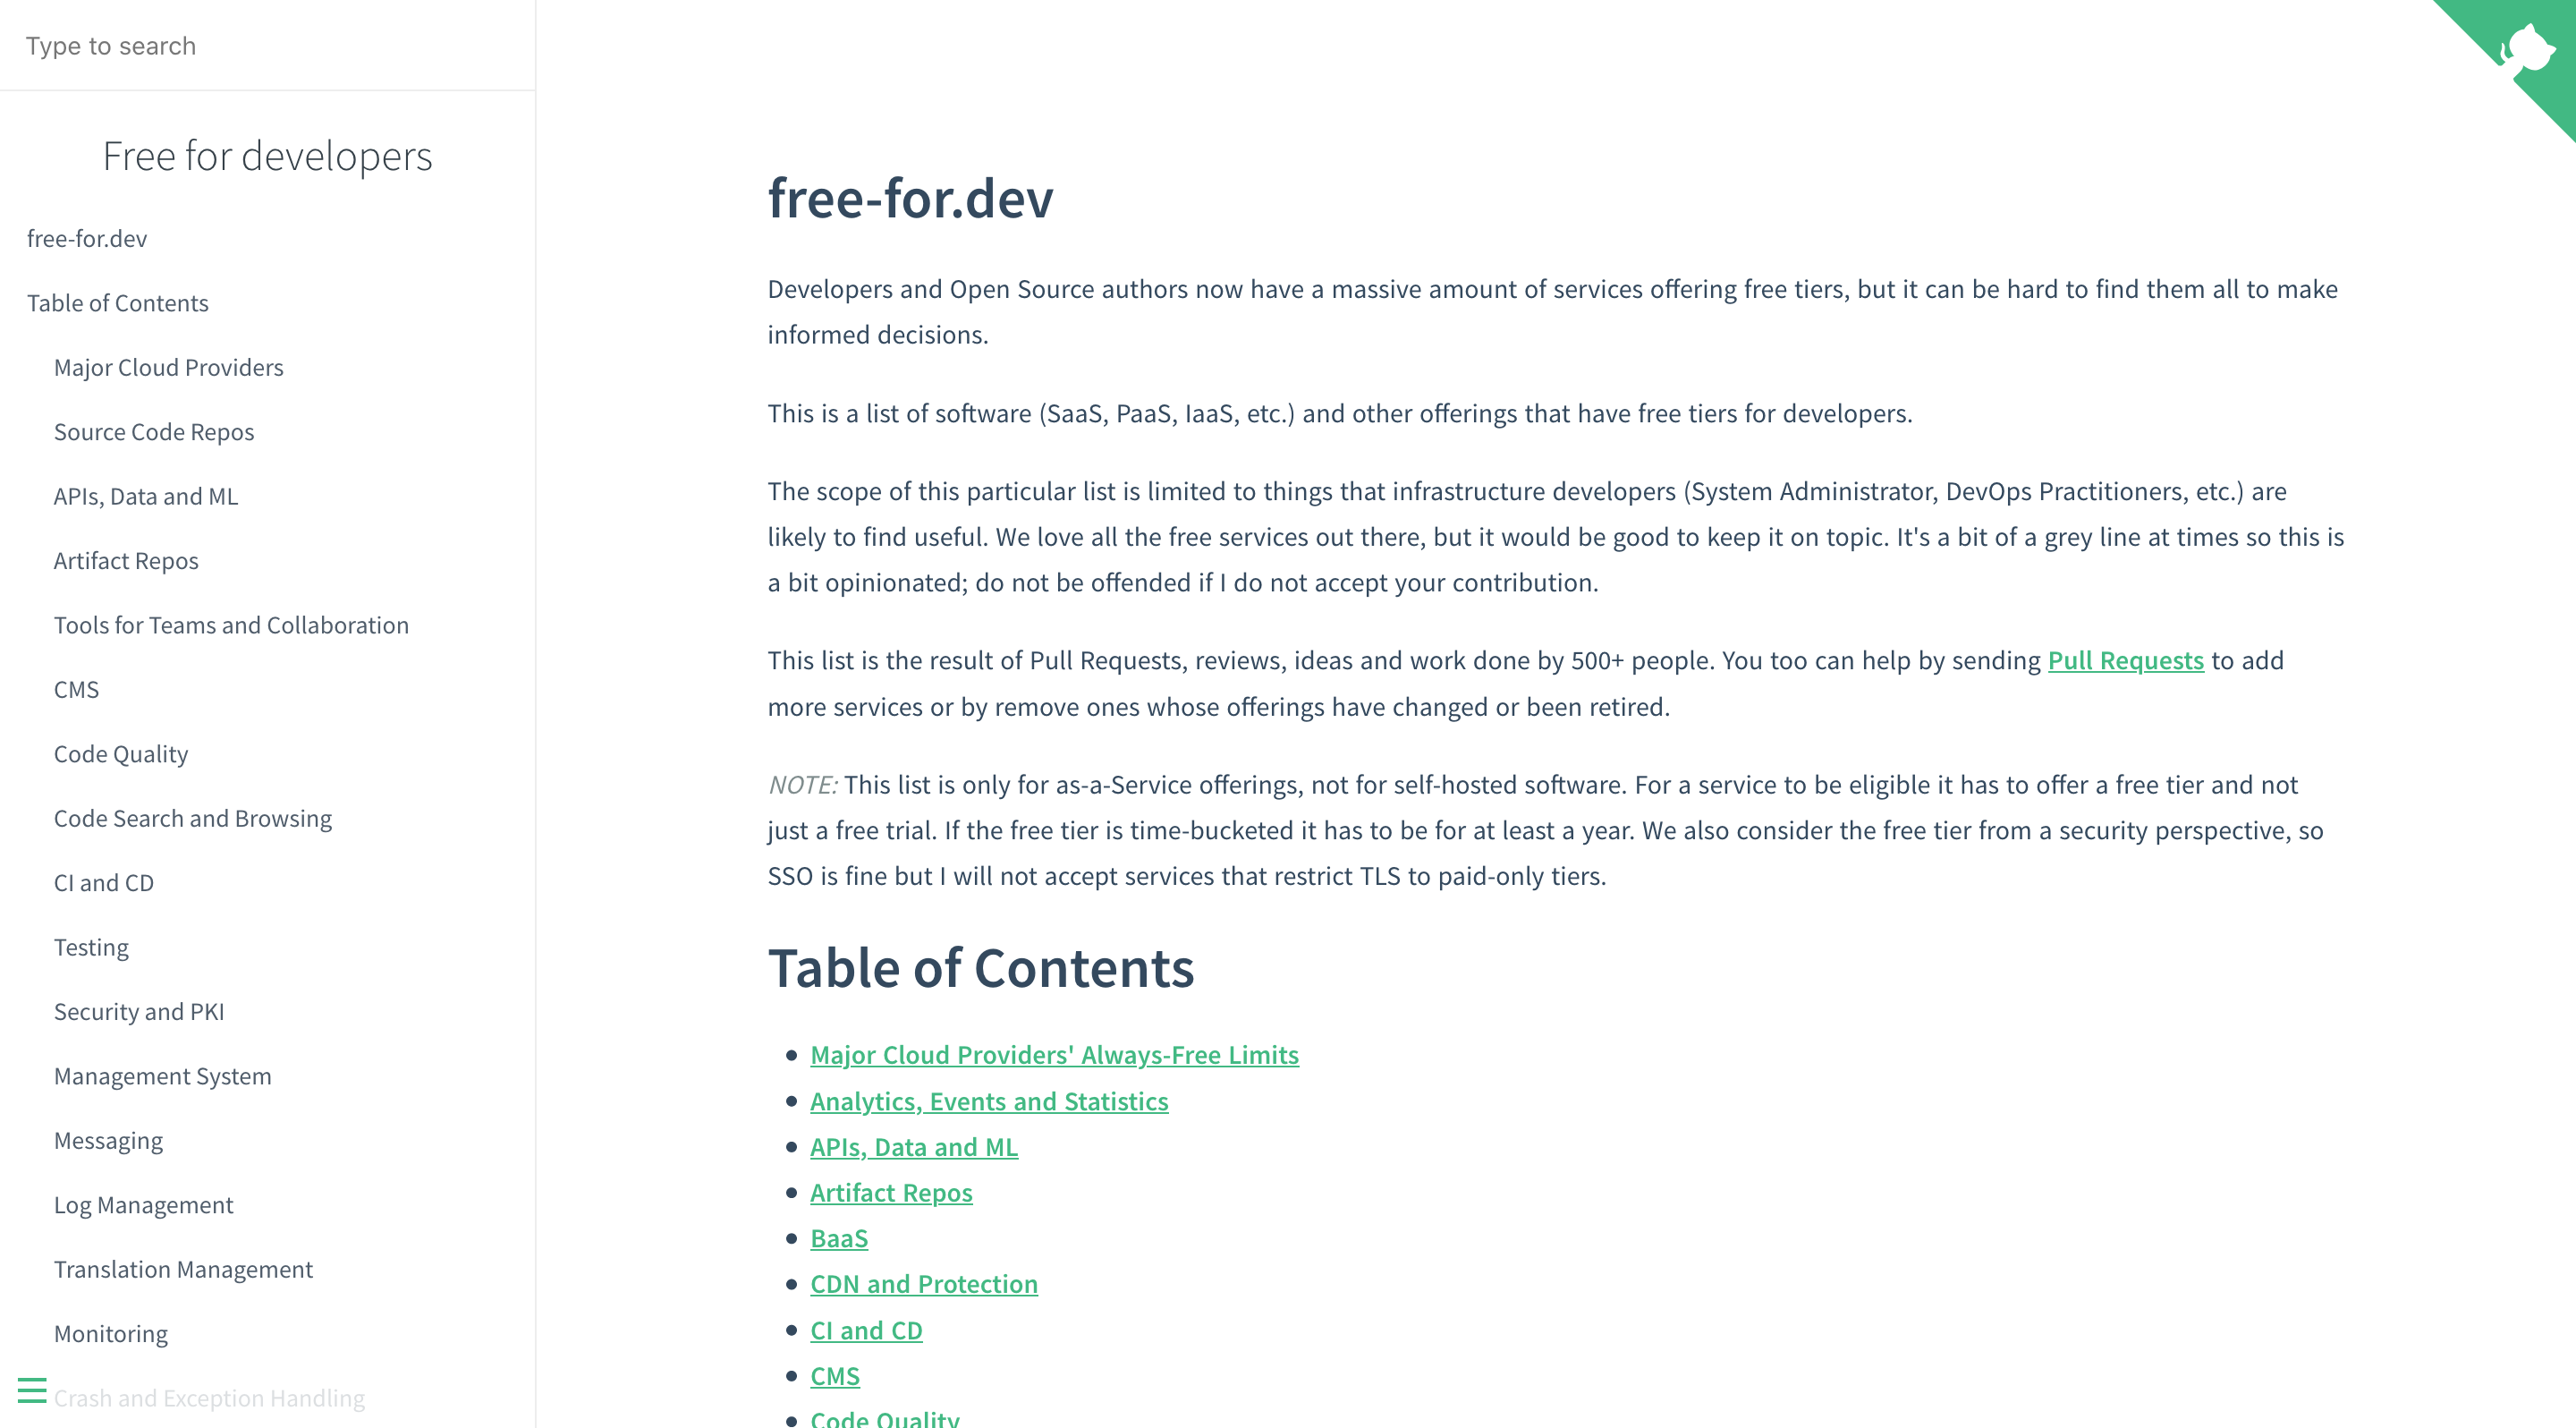 Type to search
Free for developers
free-for.dev
Table of Contents
Major Cloud Providers
Source Code Repos
APIs, Data and ML
Artifact Repos
Tools for Teams and Collaboration
CMS
Code Quality
Code Search and Browsing
CI and CD
Testing
Security and PKI
Management System
Messaging
Log Management
Translation Management
Monitoring
Crash and Exception Handling
free-for.dev
Developers and Open Source authors now have a massive amount of services offering free tiers, but it can be hard to find them all to make
informed decisions.
This is a list of software (SaaS, PaaS, IaaS, etc.) and other offerings that have free tiers for developers.
The scope of this particular list is limited to things that infrastructure developers (System Administrator, DevOps Practitioners, etc.) are
likely to find useful. We love all the free services out there, but it would be good to keep it on topic. It's a bit of a grey line at times so this is
a bit opinionated; do not be offended if I do not accept your contribution.
This list is the result of Pull Requests, reviews, ideas and work done by 500+ people. You too can help by sending Pull Requests to add
more services or by remove ones whose offerings have changed or been retired.
NOTE: This list is only for as-a-Service offerings, not for self-hosted software. For a service to be eligible it has to offer a free tier and not
just a free trial. If the free tier is time-bucketed it has to be for at least a year. We also consider the free tier from a security perspective, so
SSO is fine but I will not accept services that restrict TLS to paid-only tiers.
Table of Contents
Major Cloud Providers' Always-Free Limits
Analytics, Events and Statistics
APIs, Data and ML
Artifact Repos
BaaS
CDN and Protection
CI and CD
CMS
Code Quality